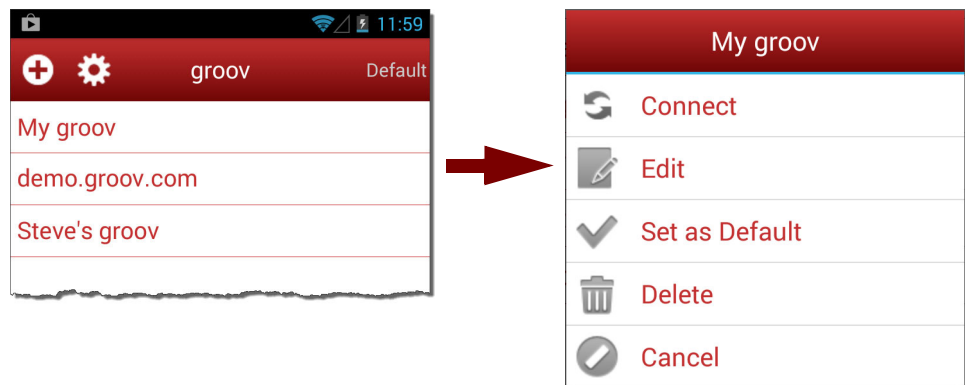 11:59
groov
Default
My groov
demo.groov.com
Steve's groov
My groov
Connect
Edit
Set as Default
Delete
Cancel